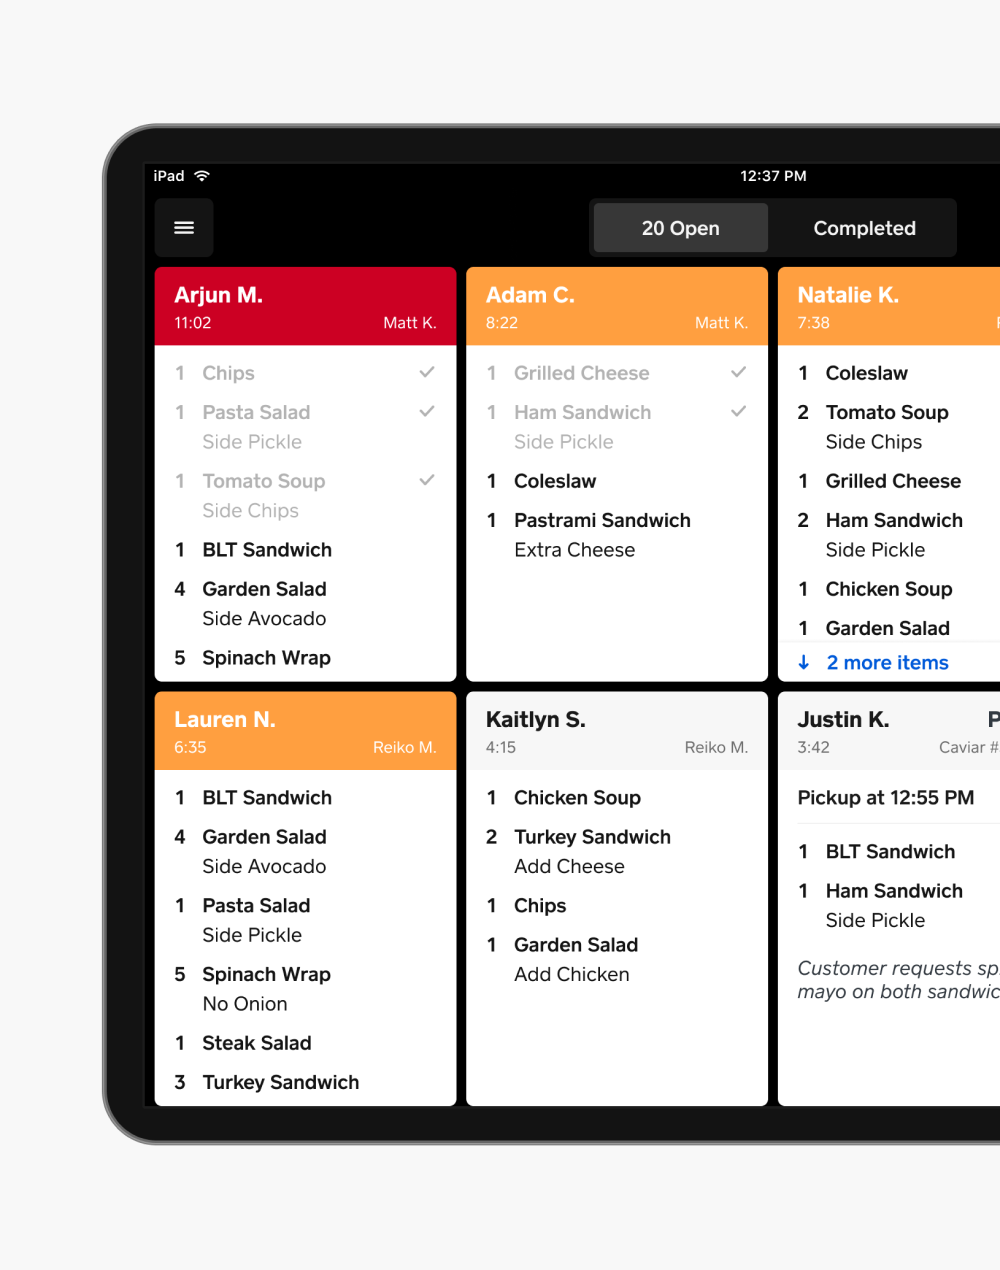 iPad
12:37 PM
20 Open
Completed
Arjun M.
11:02
Matt K.
1 Chips
1 Pasta Salad
Side Pickle
1 Tomato Soup
Side Chips
1 BLT Sandwich
4 Garden Salad
Side Avocado
5 Spinach Wrap
Adam C.
8:22
Matt K.
1 Grilled Cheese
1 Ham Sandwich
Side Pickle
1 Coleslaw
1 Pastrami Sandwich
Extra Cheese
Natalie K.
7:38
1 Coleslaw
2 Tomato Soup
Side Chips
1 Grilled Cheese
2 Ham Sandwich
Side Pickle
1 Chicken Soup
1 Garden Salad
2 more items
Lauren N.
6:35
Reiko M.
1 BLT Sandwich
4 Garden Salad
Side Avocado
1 Pasta Salad
Side Pickle
5 Spinach Wrap
No Onion
1 Steak Salad
3 Turkey Sandwich
Kaitlyn S.
4:15
Reiko M.
1 Chicken Soup
2 Turkey Sandwich
Add Cheese
1 Chips
1 Garden Salad
Add Chicken
Justin K.
P
3:42
Caviar #
Pickup at 12:55 PM
1 BLT Sandwich
1 Ham Sandwich
Side Pickle
Customer requests
mayo on both